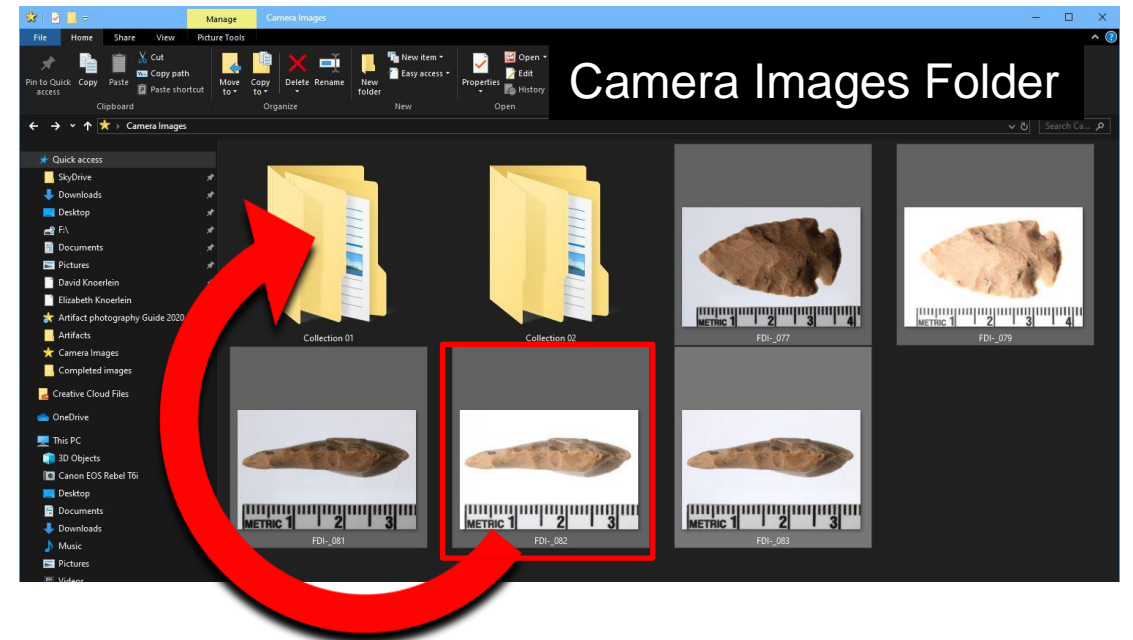 Manage
Camera Images
File
Home
Share
View
Picture Tools
Pin to Quick
access
Copy
Paste
Cut
Copy path
Paste shortcut
Clipboard
Move
to
Copy
to
Delete
Rename
Organize
New
folder
New item
Easy access
New
Properties
Open
Edit
History
Open
Camera Images Folder
Camera Images
Search Ca...
Quick access
SkyDrive
Downloads
Desktop
F:\
Documents
Pictures
David Knoerlein
Elizabeth Knoerlein
Artifact photography Guide 2020
Artifacts
Camera Images
Completed images
Creative Cloud Files
OneDrive
This PC
3D Objects
Canon EOS Rebel T6i
Desktop
Documents
Downloads
Music
Pictures
Videos
Collection 01
Collection 02
METRIC 1 2 3 4
FDI-_077
METRIC 1 2 3 4
FDI-_079
METRIC 1 2 3
FDI-_081
METRIC 1 2 3
FDI-_082
METRIC 1 2 3
FDI-_083